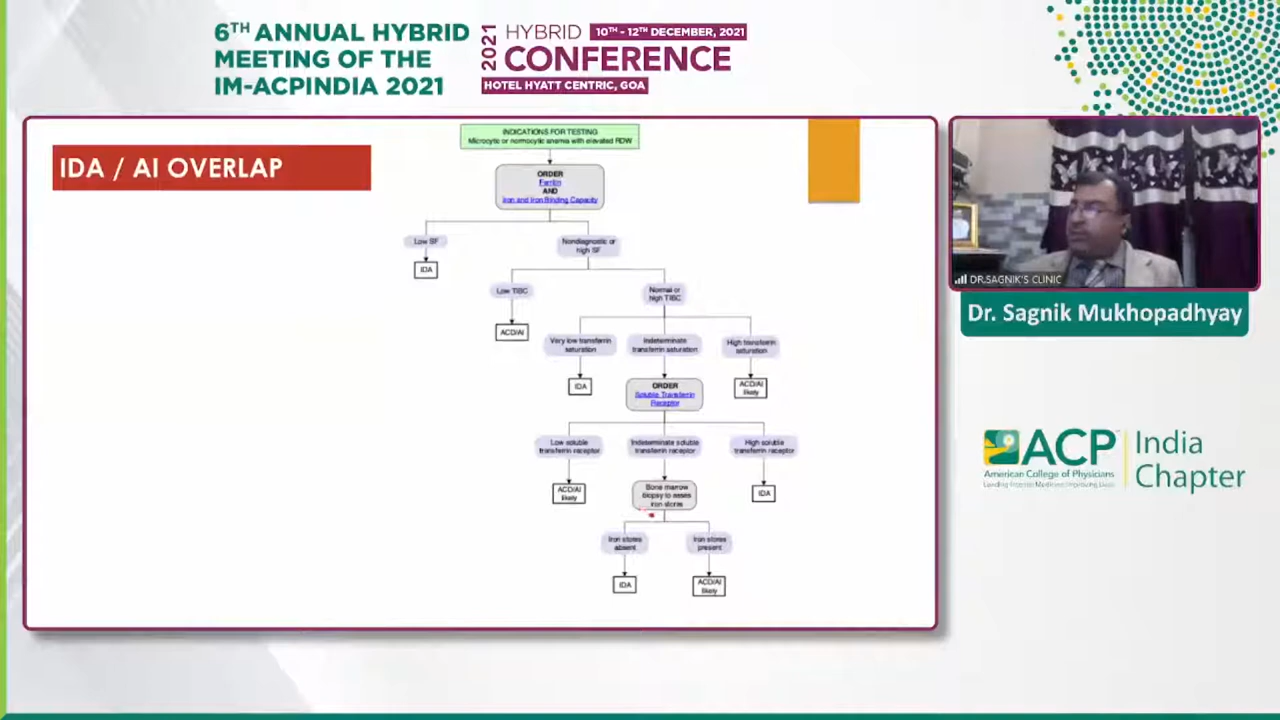 6TH ANNUAL HYBRID
MEETING OF THE
IM-ACPINDIA 2021
2021
HYBRID
10TH - 12TH DECEMBER, 2021
CONFERENCE
HOTEL HYATT CENTRIC, GOA
IDA / AI OVERLAP
INDICATIONS FOR TESTING
Microcytic or normocytic anemia with elevated RDW
ORDER
Ferritin
AND
Iron and Iron Binding Capacity
Low SF
Nondiagnostic or
high SF
IDA
Low TIBC
Normal or
high TIBC
ACD/AI
Very low transferrin
saturation
Indeterminate
transferrin saturation
High transferrin
saturation
IDA
ORDER
Soluble Transferrin
Receptor
ACD/AI
likely
Low soluble
transferrin receptor
Indeterminate soluble
transferrin receptor
High soluble
transferrin receptor
ACD/AI
likely
Bone marrow
biopsy to asses
iron stores
IDA
Iron stores
absent
Iron stores
present
IDA
ACD/AI
likely
DR.SAGNIK'S CLINIC
Dr. Sagnik Mukhopadhyay
ACP
American College of Physicians
Leading Internal Medicine, Improving Lives
India
Chapter